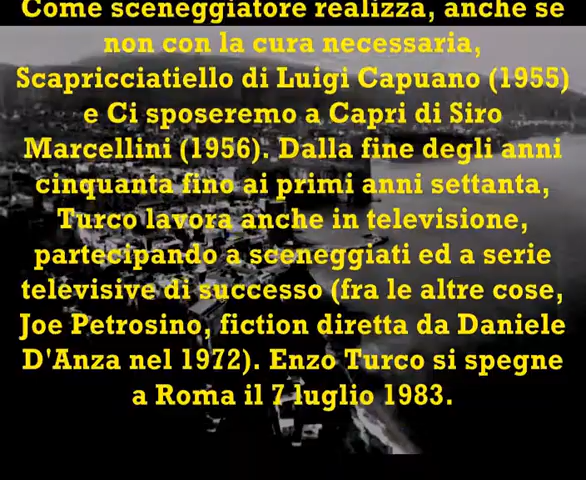 Come sceneggiatore realizza, anche se
non con la cura necessaria,
Scapricciatiello di Luigi Capuano (1955)
e Ci sposeremo a Capri di Siro
Marcellini (1956). Dalla fine degli anni
cinquanta fino ai primi anni settanta,
Turco lavora anche in televisione,
partecipando a sceneggiati ed a serie
televisive di successo (fra le altre cose,
Joe Petrosino, fiction diretta da Daniele
D'Anza nel 1972). Enzo Turco si spegne
a Roma il 7 luglio 1983.